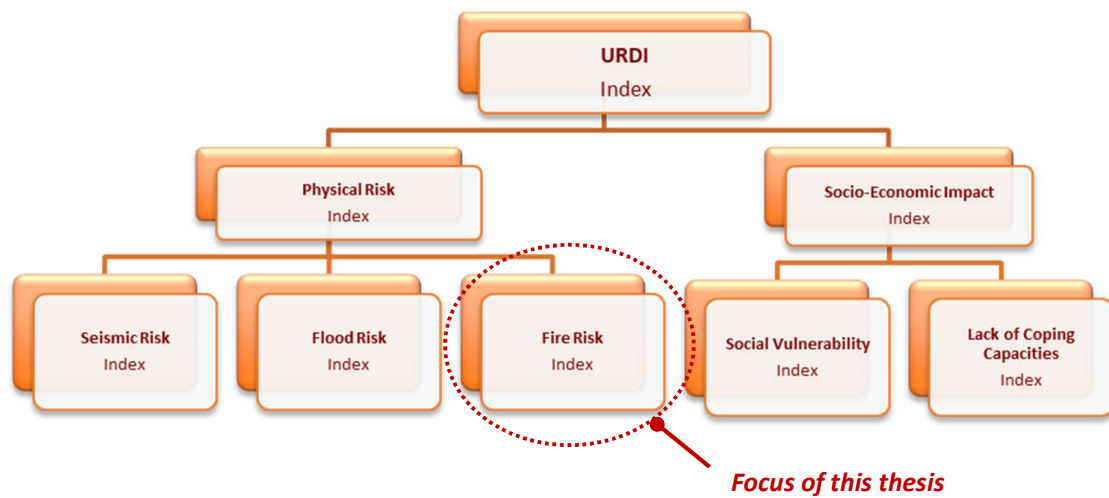 URDI
Index
Physical Risk
Index
Socio-Economic Impact
Index
Seismic Risk
Index
Flood Risk
Index
Fire Risk
Index
Social Vulnerability
Index
Lack of Coping
Capacities
Index
Focus of this thesis